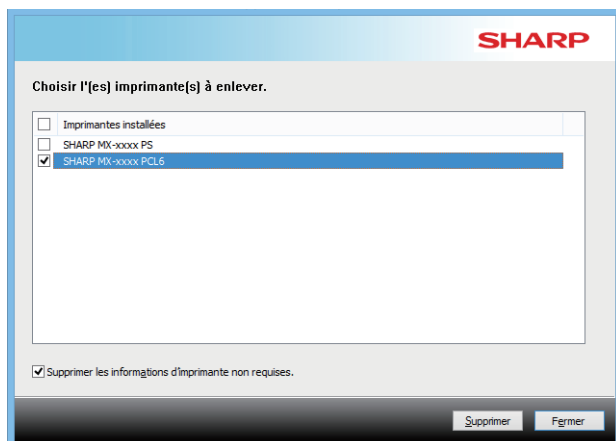 SHARP
Choisir l'(es) imprimante(s) à enlever.
Imprimantes installées
SHARP MX-xxxx PS
SHARP MX-xxxx PCL6
Supprimer les informations d'imprimante non requises.
Supprimer Fermer